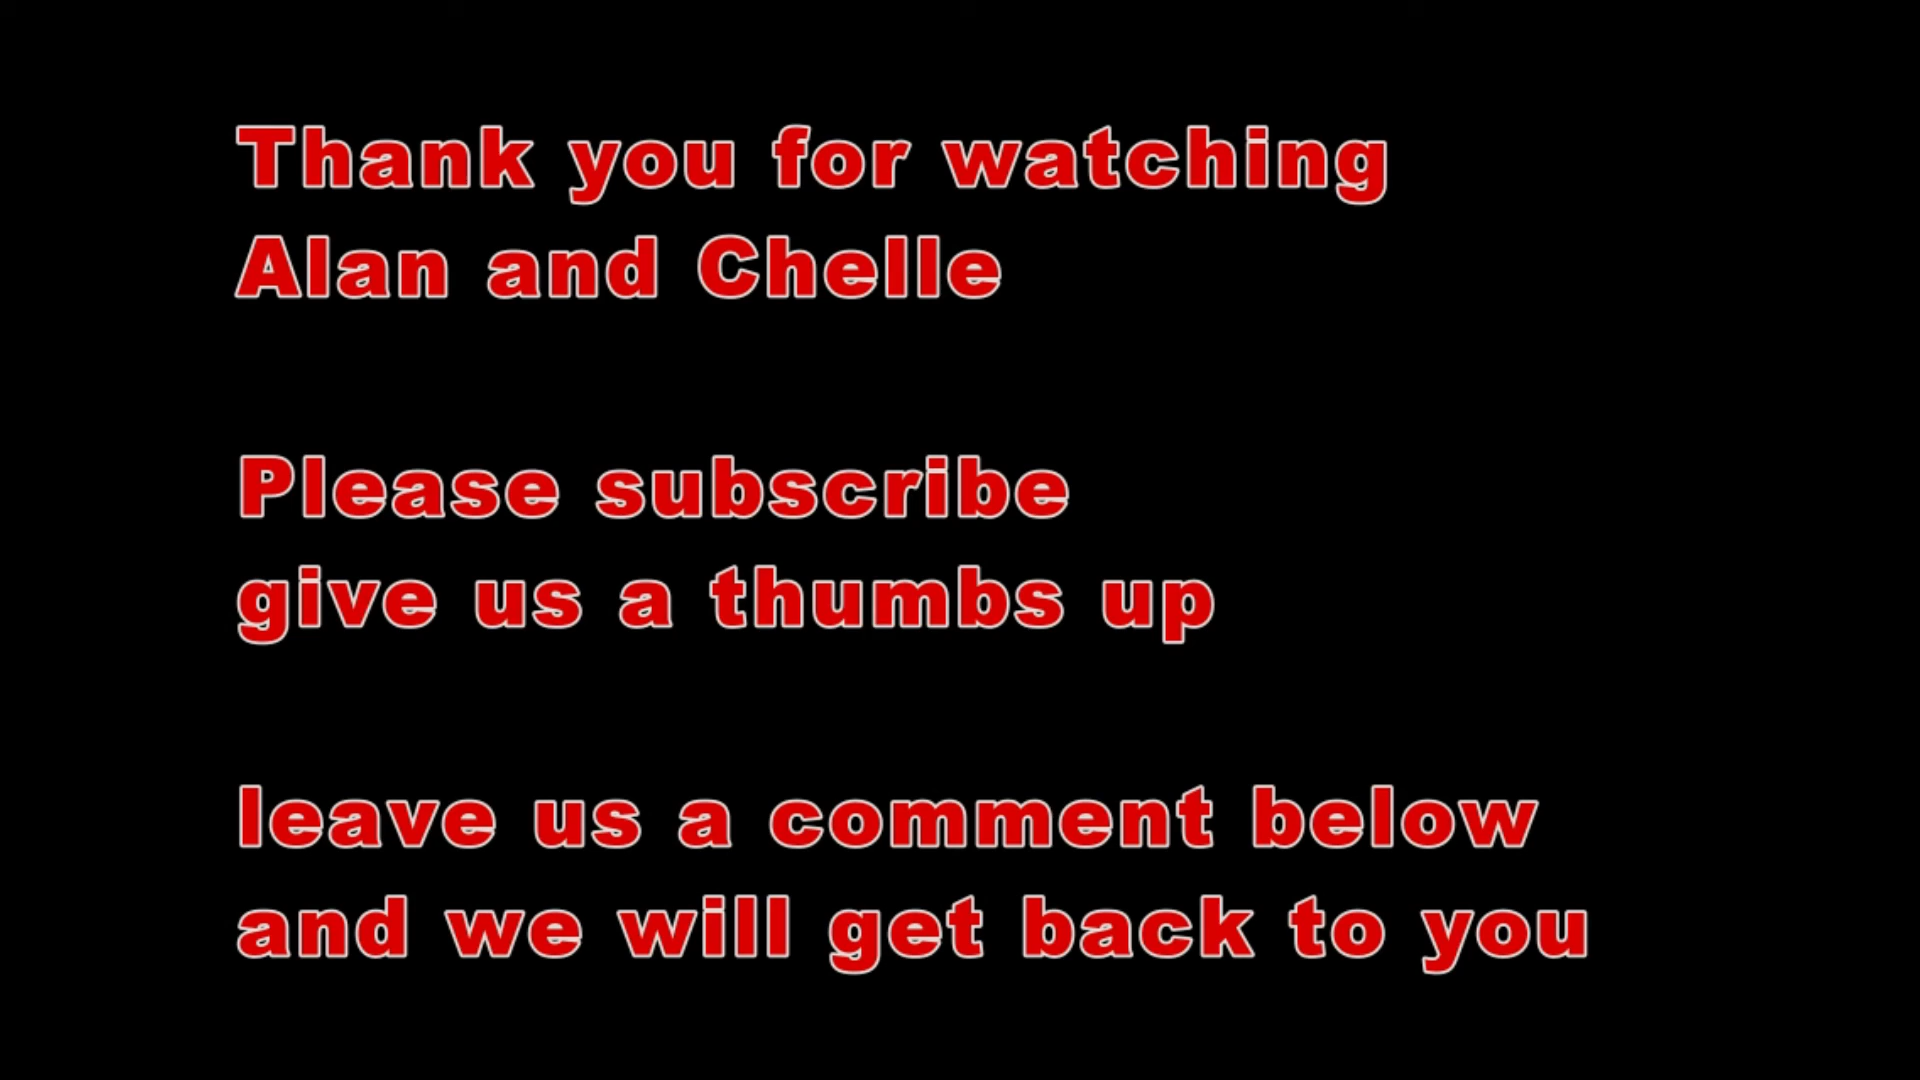 Thank you for watching
Alan and Chelle
Please subscribe
give us a thumbs up
leave us a comment below
and we will get back to you